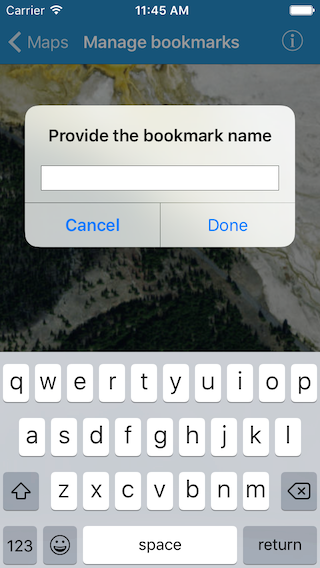 Carrier 11:45 AM
Maps Manage bookmarks i
Provide the bookmark name
Cancel Done
q w e r t y u i o p
a s d f g h j k l
z x c v b n m
123 space return